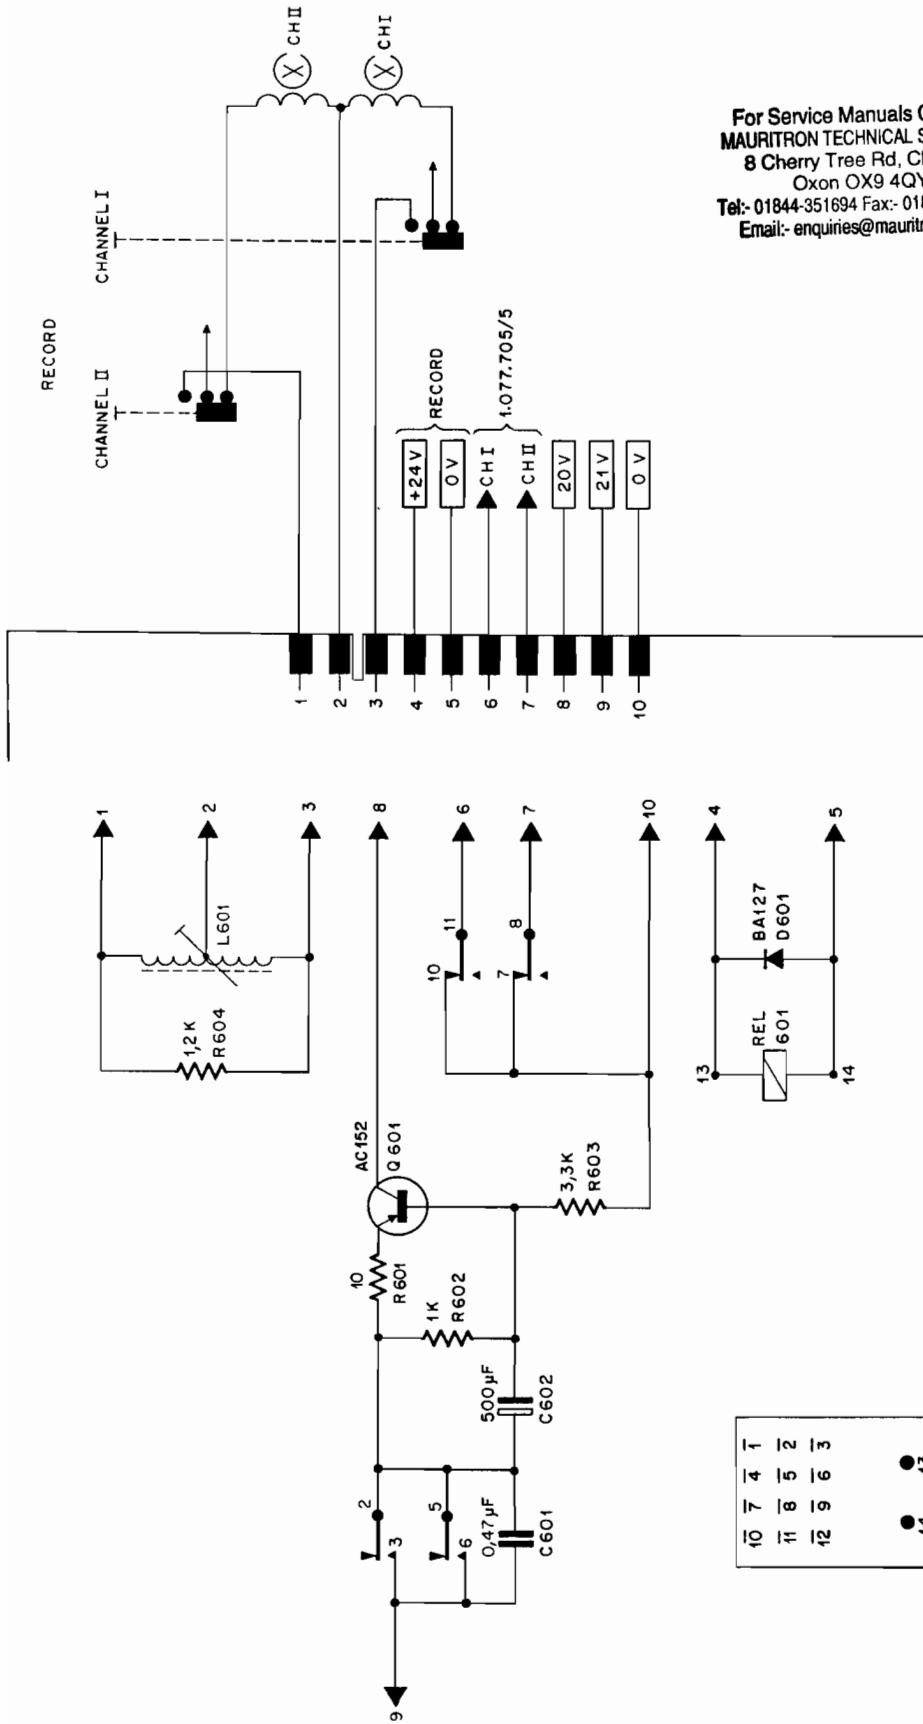 CH II
CH I
For Service Manuals
MAURITRON TECHNICAL
8 Cherry Tree Rd,
Oxon OX9 4QY
Tel:- 01844-351694 Fax:-
Email:-
RECORD
CHANNEL I
CHANNEL II
RECORD
1.077.705/5
+24V
0V
CH I
CH II
20V
21V
0V
1
2
3
4
5
6
7
8
9
10
1
2
3
8
6
7
10
4
5
L601
1,2K
R604
11
10
8
7
BA127
D601
REL
601
13
14
AC152
Q601
3,3K
R603
10
R601
1K
R602
500µF
C602
2
3
5
6
0,47µF
C601
9
10 7 4 1
11 8 5 2
12 9 6 3